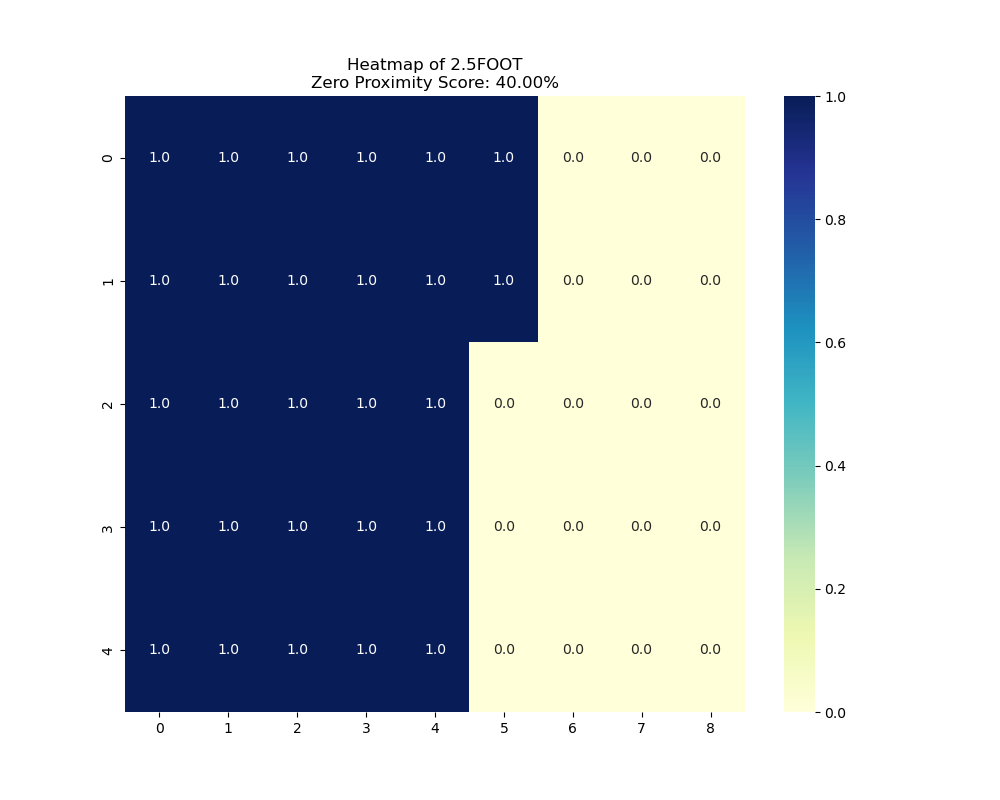 Heatmap of 2.5FOOT
Zero Proximity Score: 40.00%
0 1.0 1.0 1.0 1.0 1.0 1.0 0.0 0.0 0.0
1 1.0 1.0 1.0 1.0 1.0 1.0 0.0 0.0 0.0
2 1.0 1.0 1.0 1.0 1.0 0.0 0.0 0.0 0.0
3 1.0 1.0 1.0 1.0 1.0 0.0 0.0 0.0 0.0
4 1.0 1.0 1.0 1.0 1.0 0.0 0.0 0.0 0.0
0 1 2 3 4 5 6 7 8
1.0
0.8
0.6
0.4
0.2
0.0